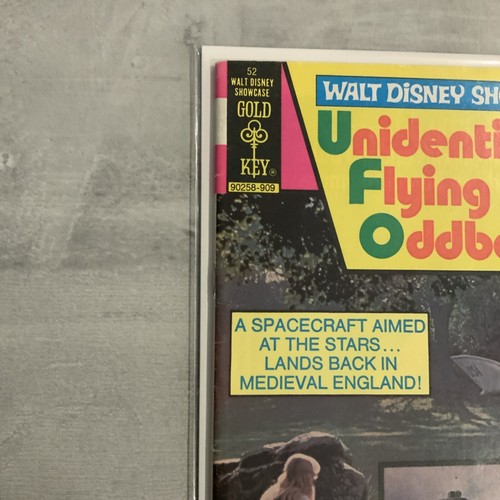 52
WALT DISNEY
SHOWCASE
GOLD
KEY®
90258-909
WALT DISNEY SH
Unidenti
Flying
Oddb
A SPACECRAFT AIMED
AT THE STARS...
LANDS BACK IN
MEDIEVAL ENGLAND!